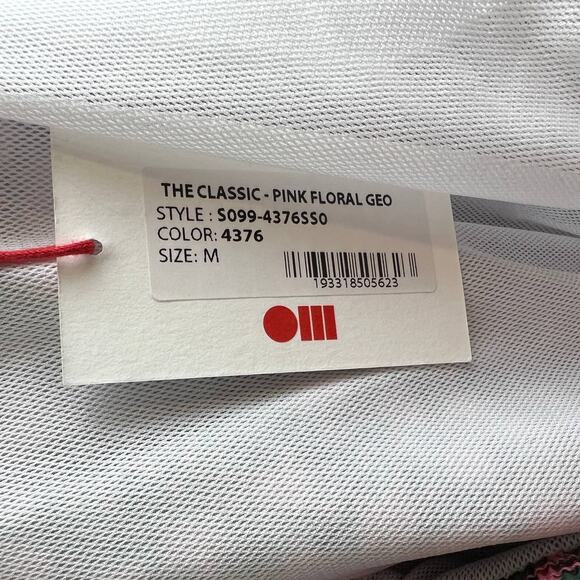 THE CLASSIC - PINK FLORAL GEO
STYLE : S099-4376SS0
COLOR: 4376
SIZE: M
193318505623